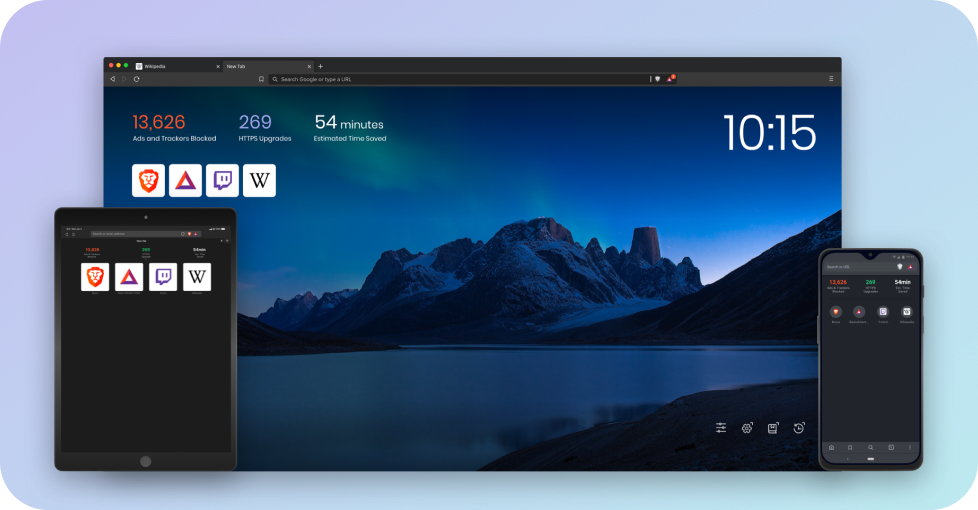 Wikipedia
New Tab
Search Google or type a URL
13,626
Ads and Trackers Blocked
269
HTTPS Upgrades
54 minutes
Estimated Time Saved
10:15
W
New Tab
13,626
269
54min
W
Search or URL
13,626
Ads & Trackers
Blocked
269
HTTPS
Upgrades
54min
Est. Time
Saved
Brave
Twitch
Wikipedia